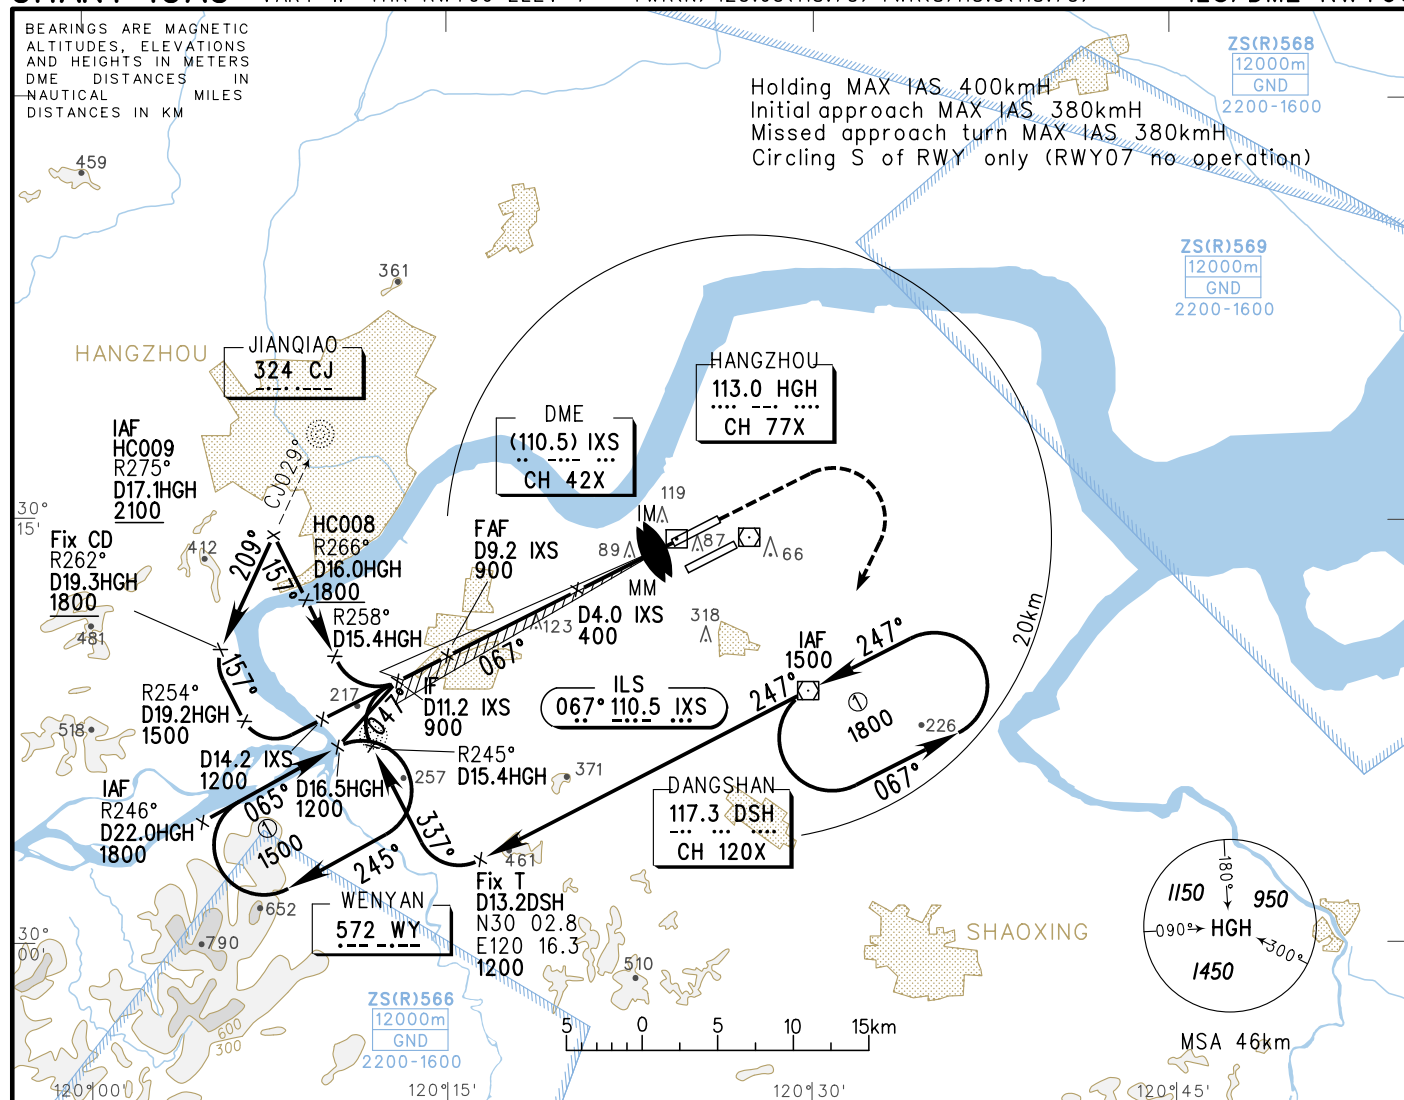 BEARINGS ARE MAGNETIC
ALTITUDES, ELEVATIONS
AND HEIGHTS IN METERS
DME DISTANCES IN
NAUTICAL MILES
DISTANCES IN KM
Holding MAX IAS 400kmH
Initial approach MAX IAS 380kmH
Missed approach turn MAX IAS 380kmH
Circling S of RWY only (RWY07 no operation)
ZS(R)568
12000m
GND
2200-1600
ZS(R)569
12000m
GND
2200-1600
459
361
HANGZHOU
JIANQIAO
324 CJ
HANGZHOU
113.0 HGH
CH 77X
DME
(110.5) IXS
CH 42X
IAF
HC009
R275°
D17.1HGH
2100
CJ029°
30°
15'
Fix CD
R262°
D19.3HGH
1800
412
481
209°
157°
HC008
R266°
D16.0HGH
1800
R258°
D15.4HGH
FAF
D9.2 IXS
900
IM
119
89
87
66
MM
D4.0 IXS
400
123
318
067°
20km
IAF
1500
247°
247°
1800
226
067°
157°
R254°
D19.2HGH
1500
518
217
047°
IF
D11.2 IXS
900
ILS
067° 110.5 IXS
D14.2 IXS
1200
R245°
D15.4HGH
D16.5HGH
1200
257
371
IAF
R246°
D22.0HGH
1800
065°
1500
245°
337°
461
DANGSHAN
117.3 DSH
CH 120X
Fix T
D13.2DSH
N30 02.8
E120 16.3
1200
WENYAN
572 WY
652
790
510
30°
00'
600
300
ZS(R)566
12000m
GND
2200-1600
SHAOXING
180°
1150
950
090°
HGH
300°
1450
MSA 46km
5 0 5 10 15km
120°00'
120°15'
120°30'
120°45'